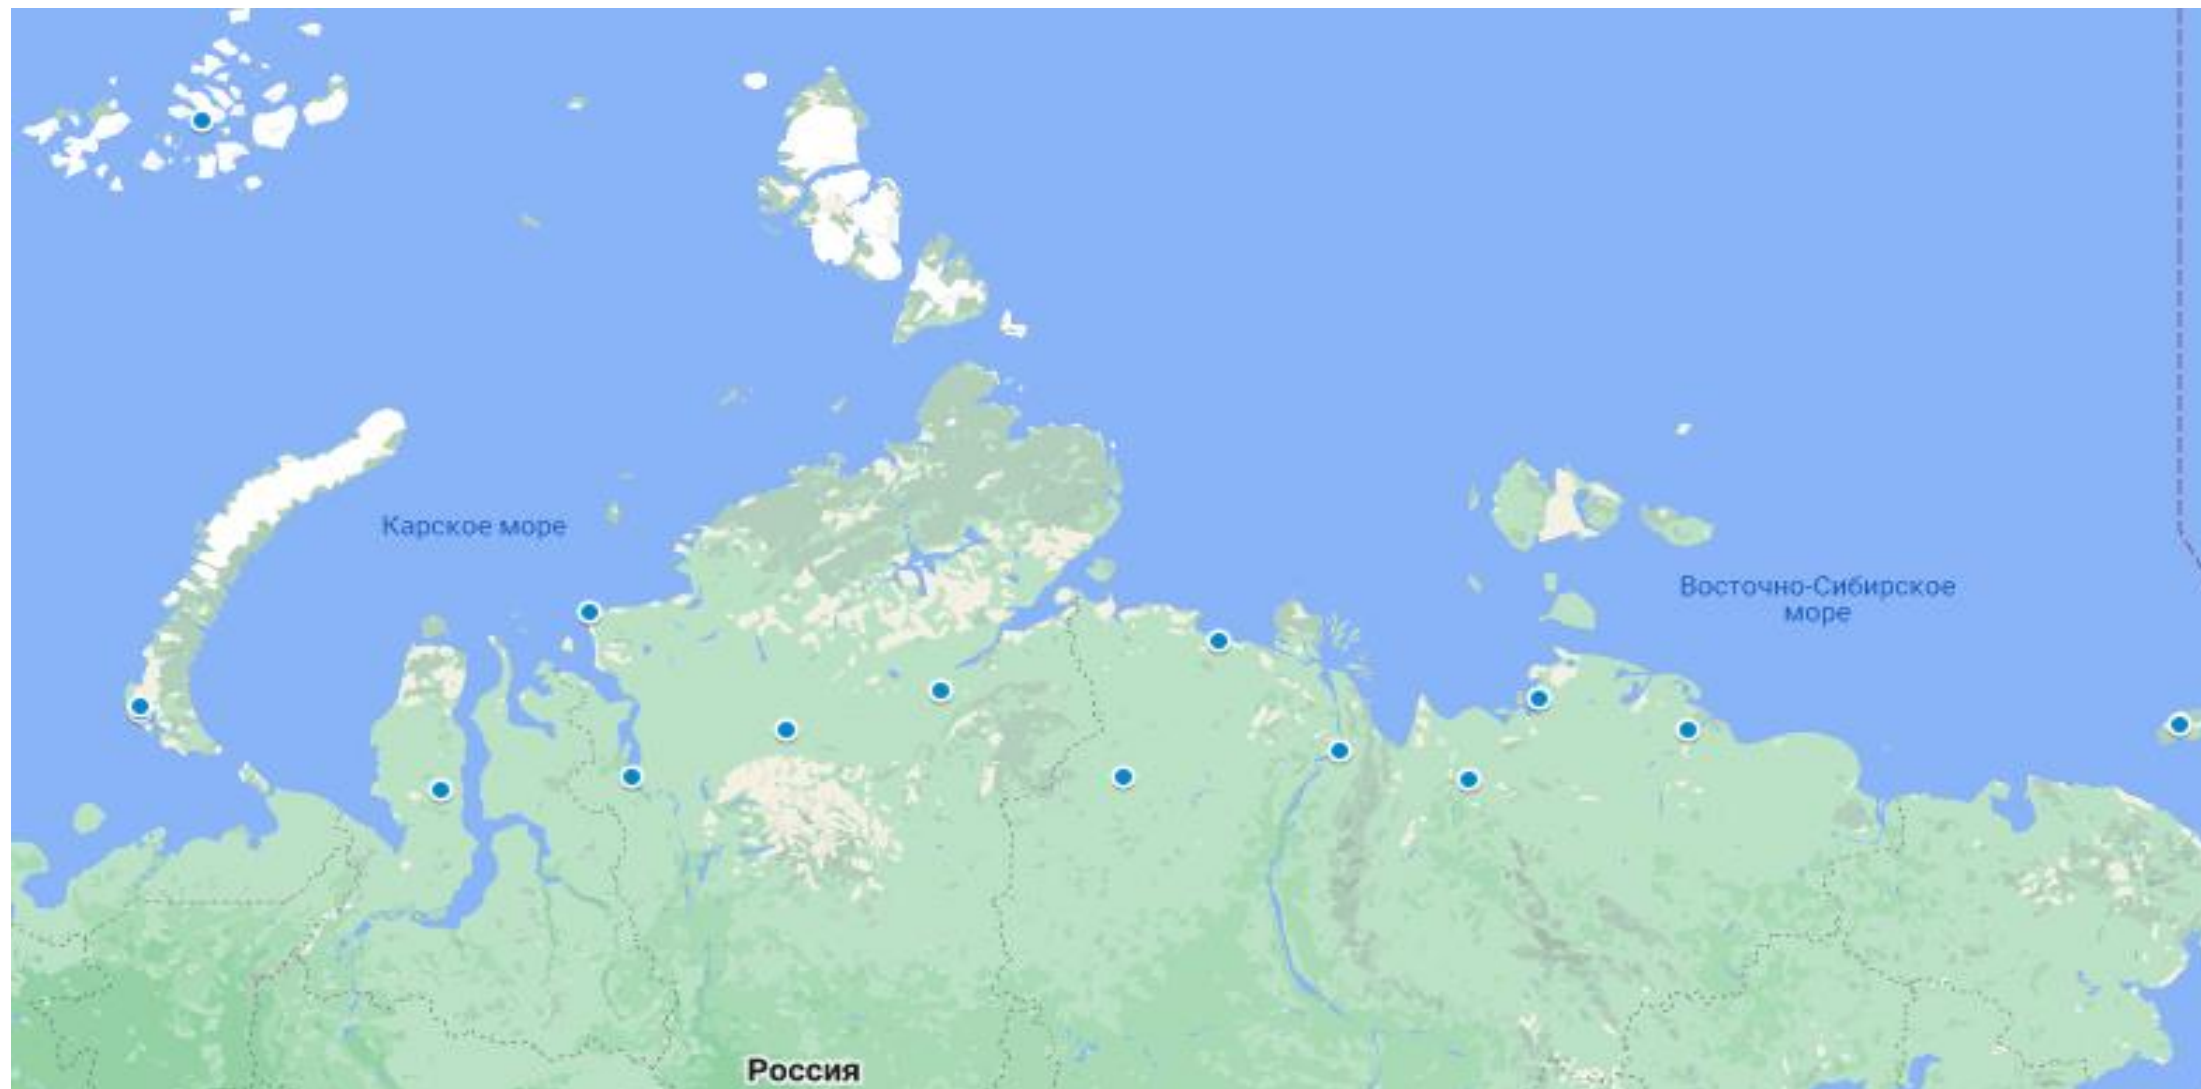 Карское море
Восточно-Сибирское
море
Россия